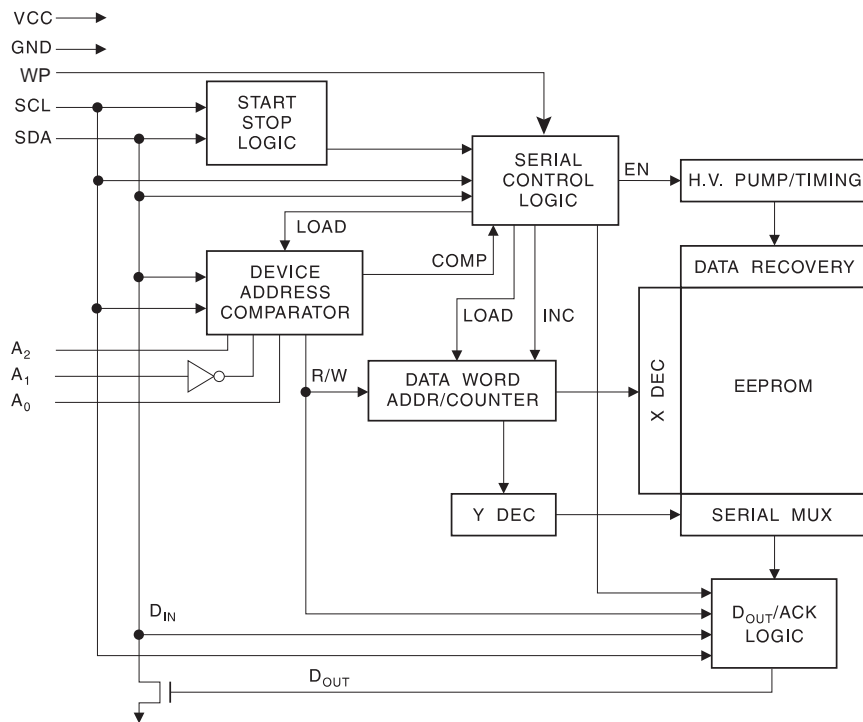 VCC
GND
WP
SCL
SDA
START
STOP
LOGIC
SERIAL
CONTROL
LOGIC
EN
H.V. PUMP/TIMING
LOAD
COMP
DEVICE
ADDRESS
COMPARATOR
DATA RECOVERY
LOAD
INC
A2
A1
A0
R/W
DATA WORD
ADDR/COUNTER
X DEC
EEPROM
Y DEC
SERIAL MUX
DIN
DOUT/ACK
LOGIC
DOUT